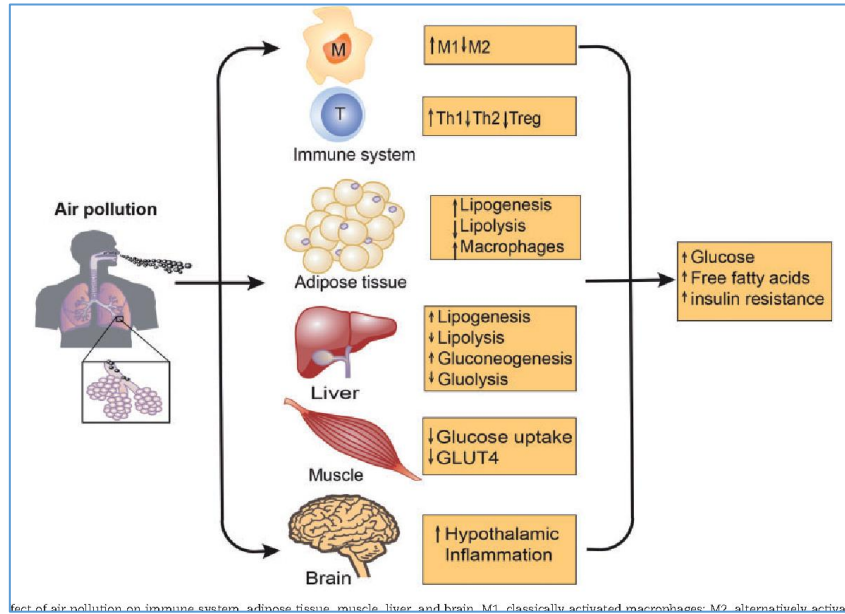 M
↑M1↓M2
T
↑Th1↓Th2↓Treg
Immune system
Air pollution
↑Lipogenesis
↓Lipolysis
↑Macrophages
Adipose tissue
↑Glucose
↑Free fatty acids
↑insulin resistance
↑Lipogenesis
↓Lipolysis
↑Gluconeogenesis
↓Gluolysis
Liver
↓Glucose uptake
↓GLUT4
Muscle
↑Hypothalamic
Inflammation
Brain
fect of air pollution on immune system, adipose tissue, muscle, liver, and brain. M1, classically activated macrophages; M2, alternatively activa